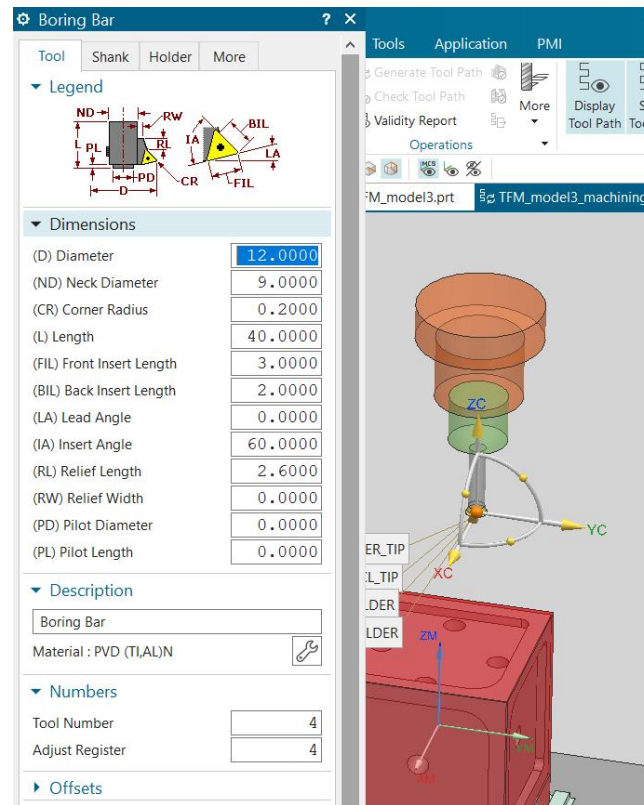 Boring Bar ? ×
Tool Shank Holder More
Legend
ND RW
L PL RL
PD CR
D
IA BIL
LA
FIL
Dimensions
(D) Diameter 12.0000
(ND) Neck Diameter 9.0000
(CR) Corner Radius 0.2000
(L) Length 40.0000
(FIL) Front Insert Length 3.0000
(BIL) Back Insert Length 2.0000
(LA) Lead Angle 0.0000
(IA) Insert Angle 60.0000
(RL) Relief Length 2.6000
(RW) Relief Width 0.0000
(PD) Pilot Diameter 0.0000
(PL) Pilot Length 0.0000
Description
Boring Bar
Material : PVD (TI,AL)N
Numbers
Tool Number 4
Adjust Register 4
Offsets
Tools Application PMI
Generate Tool Path
Check Tool Path
Validity Report
More
Display
Tool Path
Operations
MCS
FM_model3.prt TFM_model3_machining
ZC
YC
XC
ER_TIP
CL_TIP
LDER
LDER
ZM
YM
XM